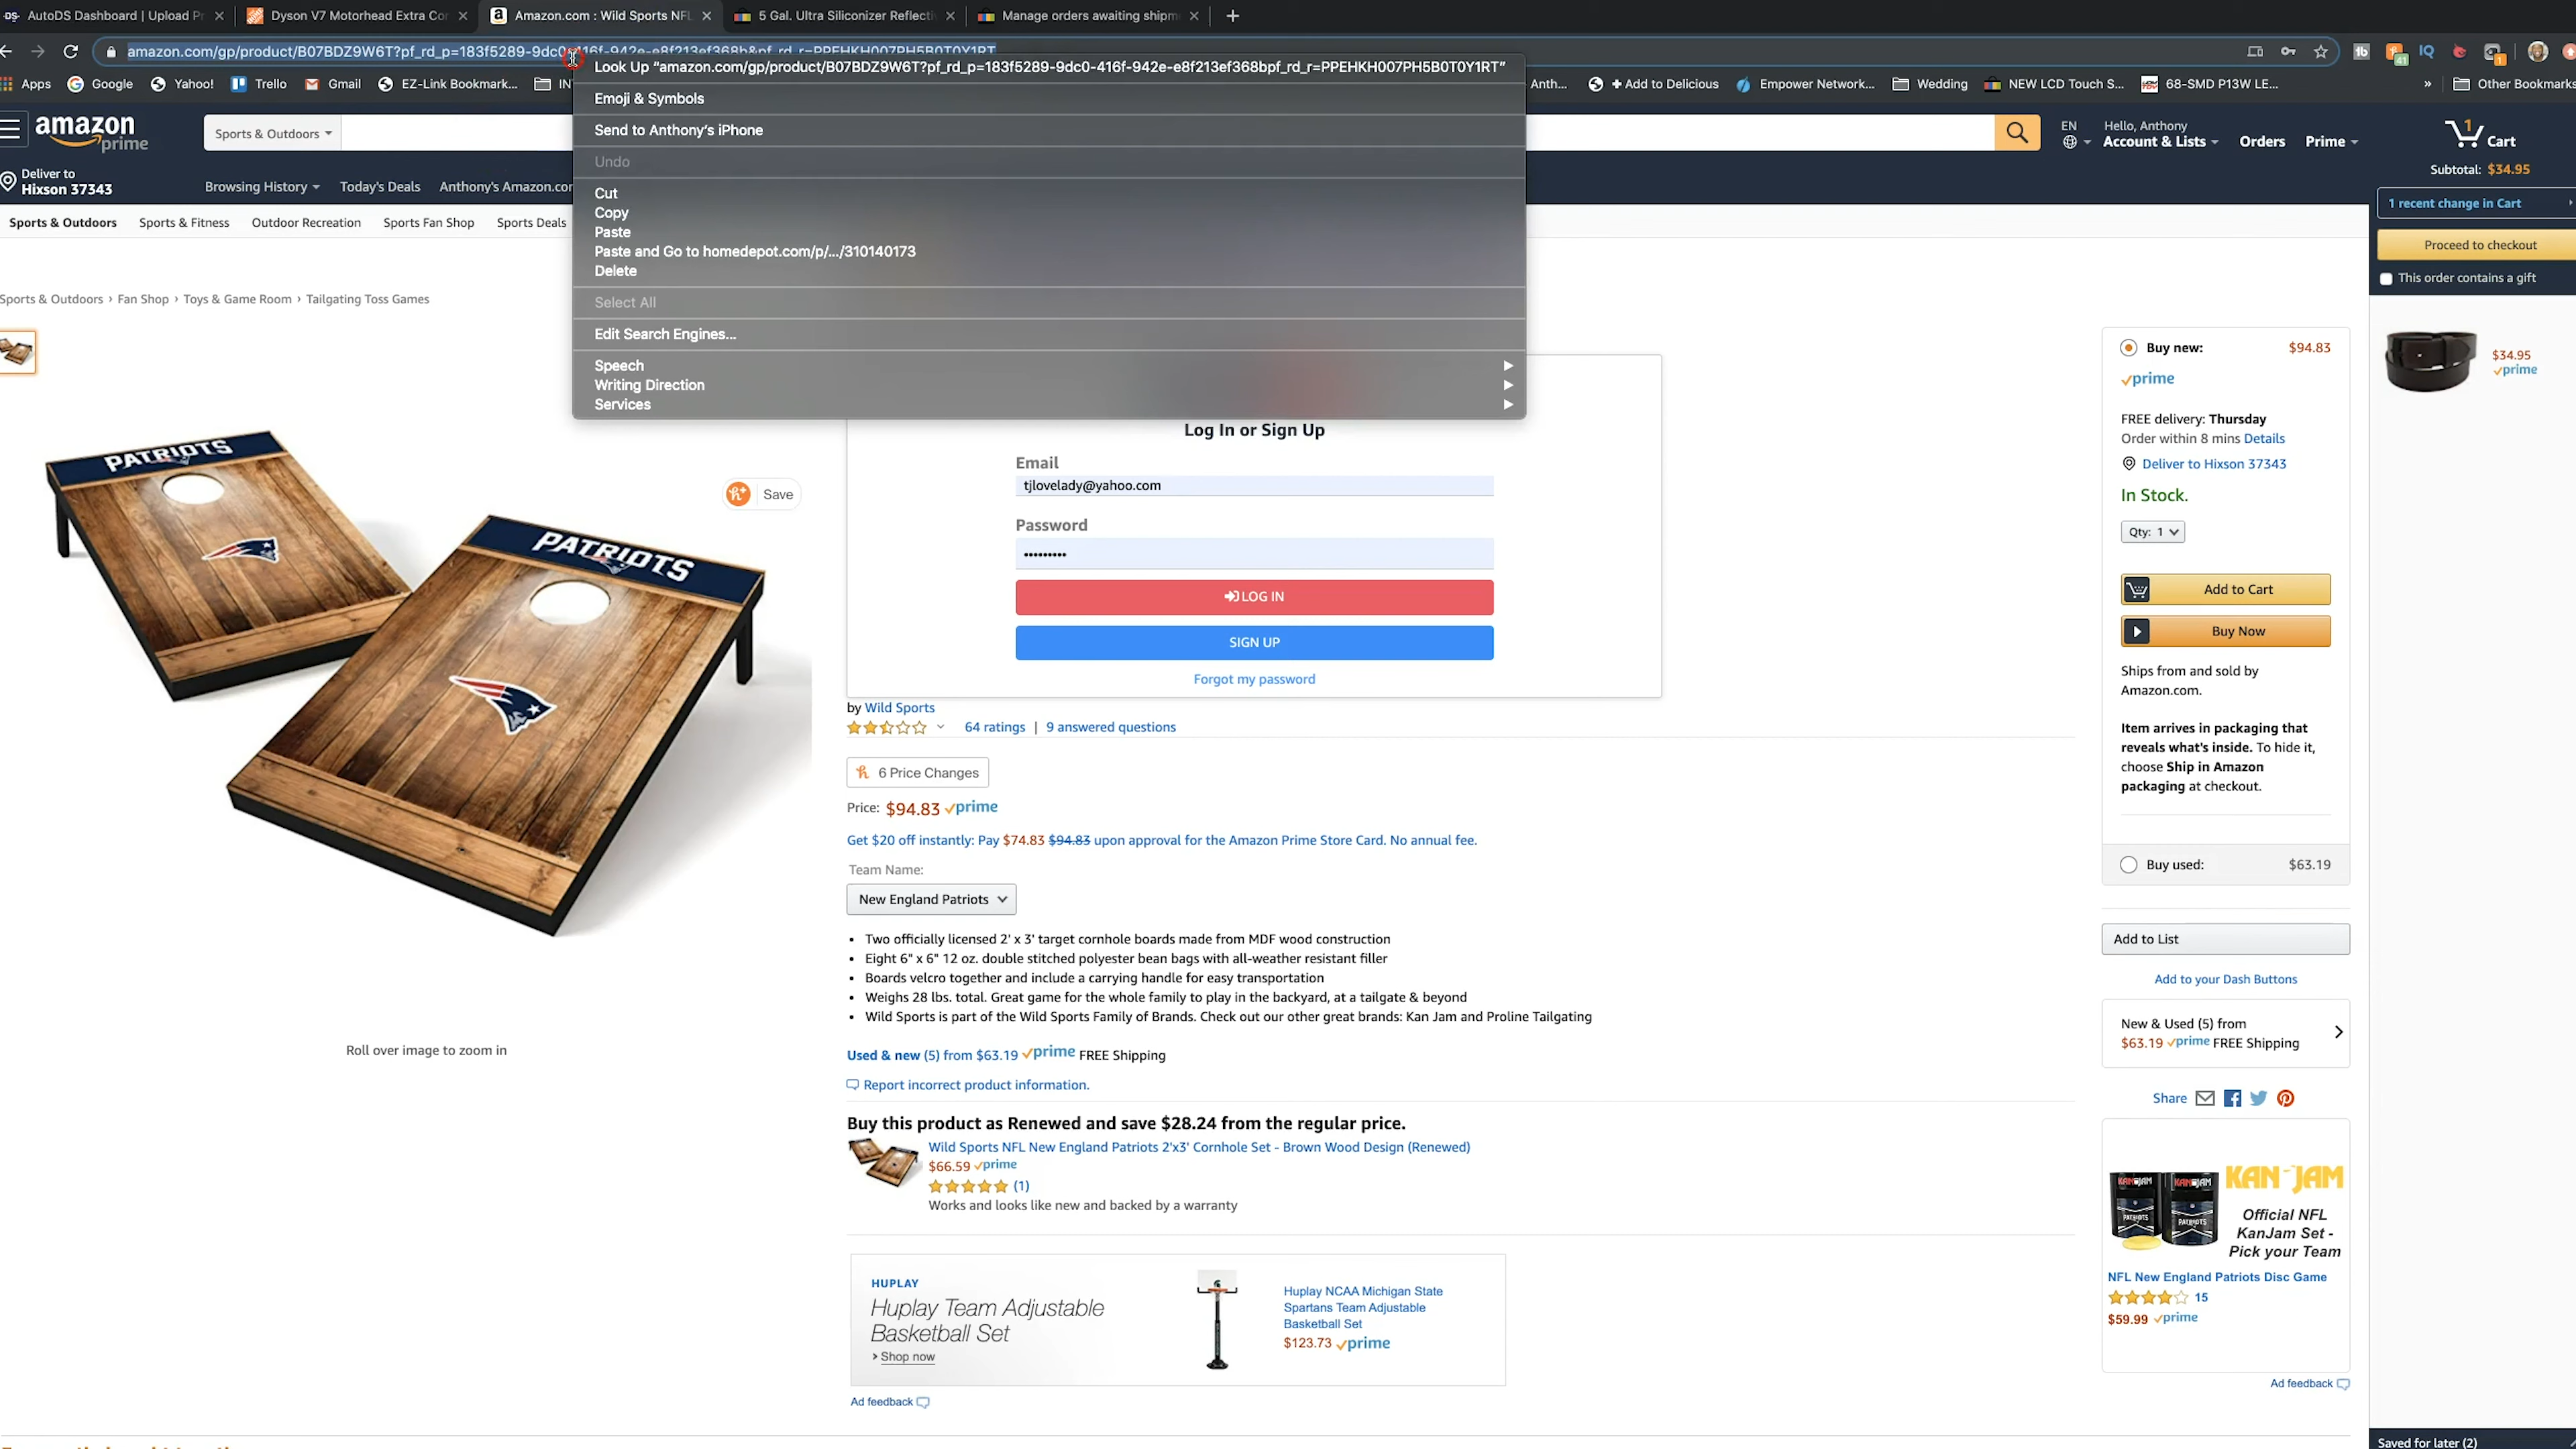 AutoDS Dashboard | Upload Pr
Dyson V7 Motorhead Extra Cor
Amazon.com : Wild Sports NFL
5 Gal. Ultra Siliconizer Reflecti
Manage orders awaiting shipm
amazon.com/gp/product/B07BDZ9W6T?pf_rd_p=183f5289-9dc0-416f-942e-e8f213ef368b&pf_rd_r=PPEHKH007PH5B0T0Y1RT
Apps
Google
Yahoo!
Trello
Gmail
EZ-Link Bookmark...
IN
Anth...
+ Add to Delicious
Empower Network...
Wedding
NEW LCD Touch S...
68-SMD P13W LE...
»
Other Bookmarks
Look Up “amazon.com/gp/product/B07BDZ9W6T?pf_rd_p=183f5289-9dc0-416f-942e-e8f213ef368bpf_rd_r=PPEHKH007PH5B0T0Y1RT”
Emoji & Symbols
Send to Anthony’s iPhone
Undo
Cut
Copy
Paste
Paste and Go to homedepot.com/p/.../310140173
Delete
Select All
Edit Search Engines...
Speech
Writing Direction
Services
amazon
prime
Sports & Outdoors
EN
Hello, Anthony
Account & Lists
Orders
Prime
1
Cart
Deliver to
Hixson 37343
Browsing History
Today's Deals
Anthony's Amazon.com
Subtotal: $34.95
1 recent change in Cart
Proceed to checkout
This order contains a gift
$34.95
prime
Sports & Outdoors
Sports & Fitness
Outdoor Recreation
Sports Fan Shop
Sports Deals
Sports & Outdoors › Fan Shop › Toys & Game Room › Tailgating Toss Games
PATRIOTS
PATRIOTS
Save
Roll over image to zoom in
Log In or Sign Up
Email
tjlovelady@yahoo.com
Password
•••••••••
LOG IN
SIGN UP
Forgot my password
by Wild Sports
64 ratings | 9 answered questions
6 Price Changes
Price: $94.83 prime
Get $20 off instantly: Pay $74.83 $94.83 upon approval for the Amazon Prime Store Card. No annual fee.
Team Name:
New England Patriots
• Two officially licensed 2' x 3' target cornhole boards made from MDF wood construction
• Eight 6" x 6" 12 oz. double stitched polyester bean bags with all-weather resistant filler
• Boards velcro together and include a carrying handle for easy transportation
• Weighs 28 lbs. total. Great game for the whole family to play in the backyard, at a tailgate & beyond
• Wild Sports is part of the Wild Sports Family of Brands. Check out our other great brands: Kan Jam and Proline Tailgating
Used & new (5) from $63.19 prime FREE Shipping
Report incorrect product information.
Buy this product as Renewed and save $28.24 from the regular price.
Wild Sports NFL New England Patriots 2'x3' Cornhole Set - Brown Wood Design (Renewed)
$66.59 prime
(1)
Works and looks like new and backed by a warranty
HUPLAY
Huplay Team Adjustable
Basketball Set
› Shop now
Huplay NCAA Michigan State
Spartans Team Adjustable
Basketball Set
$123.73 prime
Ad feedback
Buy new: $94.83
prime
FREE delivery: Thursday
Order within 8 mins Details
Deliver to Hixson 37343
In Stock.
Qty: 1
Add to Cart
Buy Now
Ships from and sold by
Amazon.com.
Item arrives in packaging that
reveals what's inside. To hide it,
choose Ship in Amazon
packaging at checkout.
Buy used: $63.19
Add to List
Add to your Dash Buttons
New & Used (5) from
$63.19 prime FREE Shipping
Share
KAN JAM
KAN JAM
KAN JAM
PATRIOTS
PATRIOTS
Official NFL
KanJam Set -
Pick your Team
NFL New England Patriots Disc Game
15
$59.99 prime
Ad feedback
Saved for later (2)